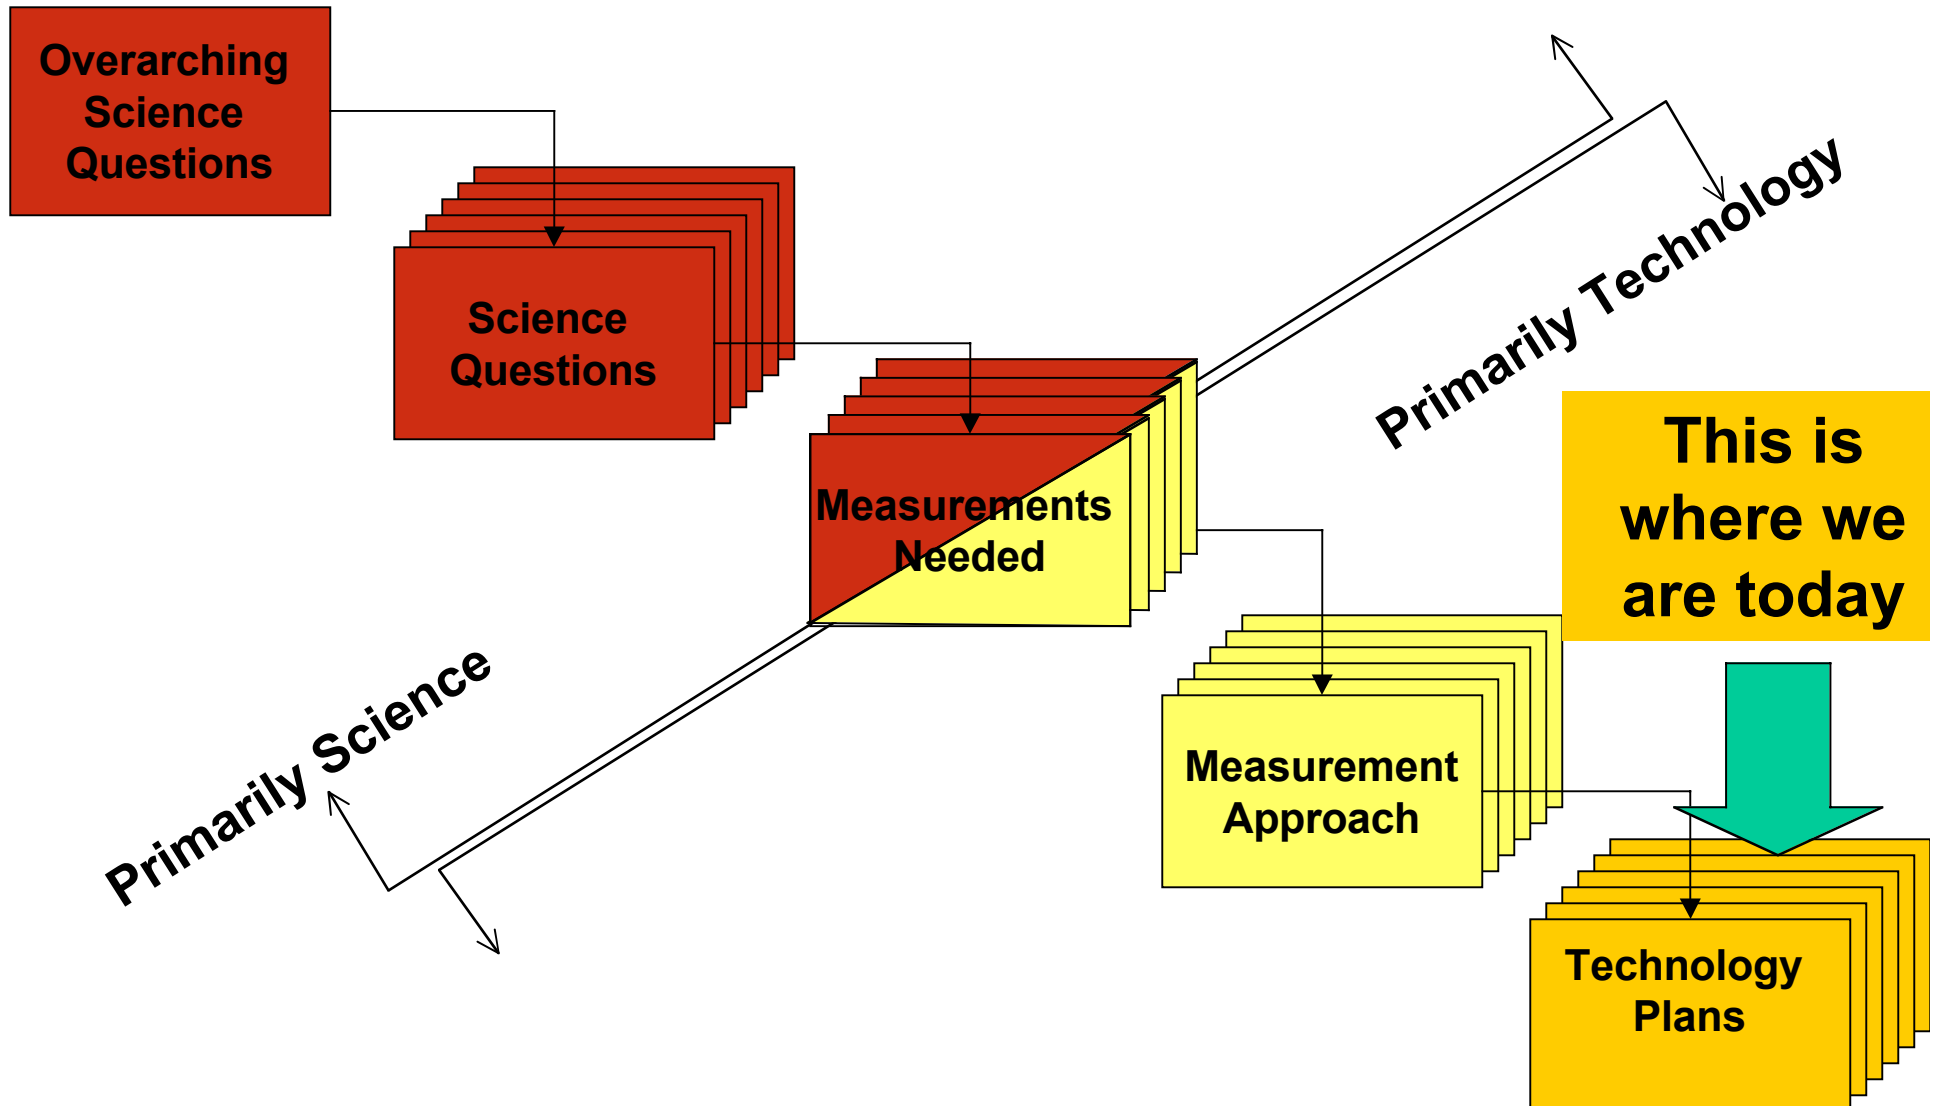 Overarching
Science
Questions
Science
Questions
Measurements
Needed
Primarily Technology
This is
where we
are today
Primarily Science
Measurement
Approach
Technology
Plans